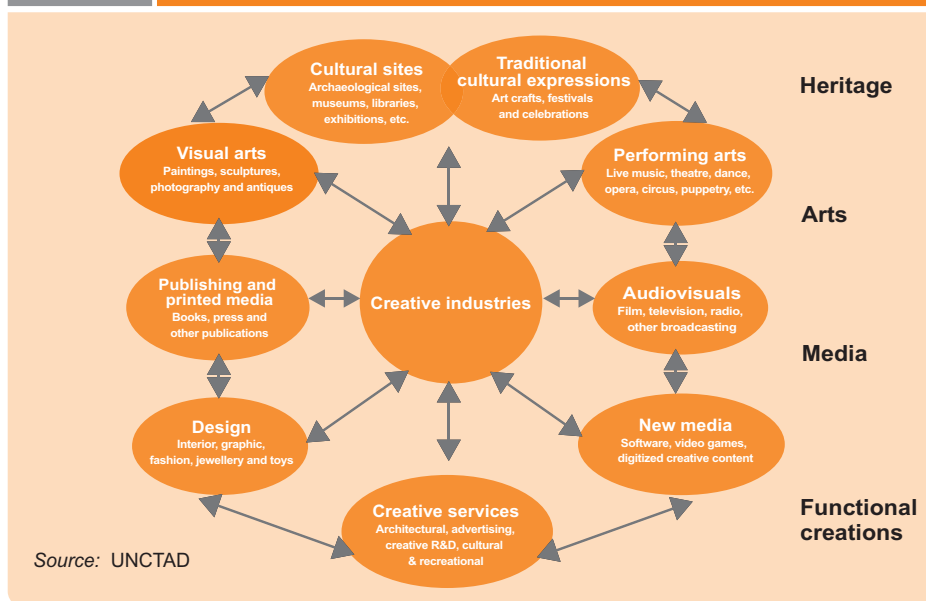 Cultural sites
Archaeological sites,
museums, libraries,
exhibitions, etc.
Traditional
cultural expressions
Art crafts, festivals
and celebrations
Heritage
Visual arts
Paintings, sculptures,
photography and antiques
Performing arts
Live music, theatre, dance,
opera, circus, puppetry, etc.
Arts
Publishing and
printed media
Books, press and
other publications
Creative industries
Audiovisuals
Film, television, radio,
other broadcasting
Media
Design
Interior, graphic,
fashion, jewellery and toys
New media
Software, video games,
digitized creative content
Creative services
Architectural, advertising,
creative R&D, cultural
& recreational
Functional
creations
Source: UNCTAD